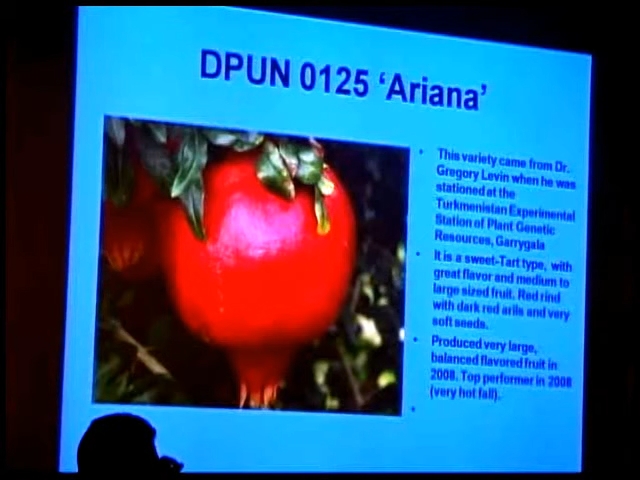 DPUN 0125 ‘Ariana’
• This variety came from Dr.
Gregory Levin when he was
stationed at the
Turkmenistan Experimental
Station of Plant Genetic
Resources, Garrygala
• It is a sweet-Tart type, with
great flavor and medium to
large sized fruit. Red rind
with dark red arils and very
soft seeds.
• Produced very large,
balanced flavored fruit in
2008. Top performer in 2008
(very hot fall).
•